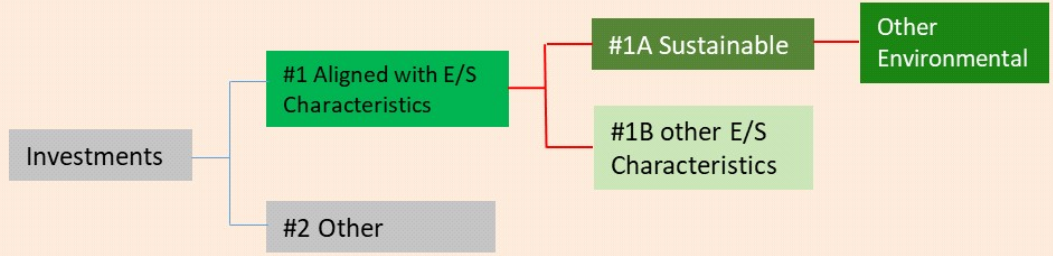 Investments
#1 Aligned with E/S
Characteristics
#2 Other
#1A Sustainable
#1B other E/S
Characteristics
Other
Environmental